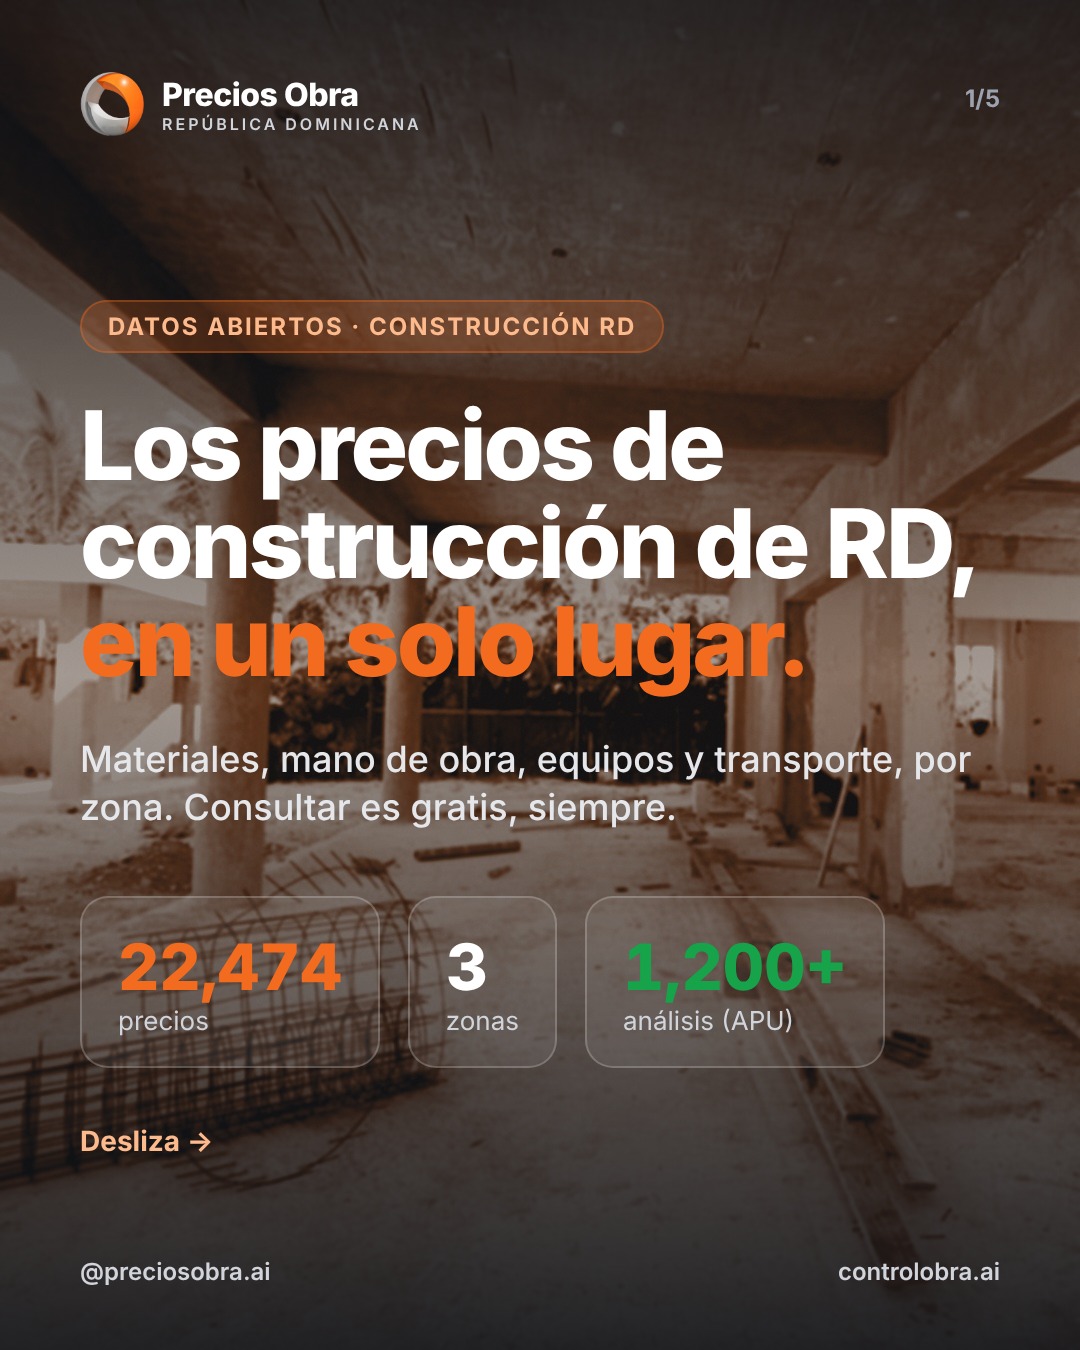 Precios Obra
REPÚBLICA DOMINICANA
1/5
DATOS ABIERTOS · CONSTRUCCIÓN RD
Los precios de
construcción de RD,
en un solo lugar.
Materiales, mano de obra, equipos y transporte, por
zona. Consultar es gratis, siempre.
22,474
precios
3
zonas
1,200+
análisis (APU)
Desliza →
@preciosobra.ai
controlobra.ai